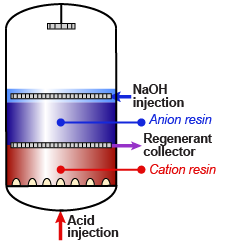 NaOH
injection
Anion resin
Regenerant
collector
Cation resin
Acid
injection